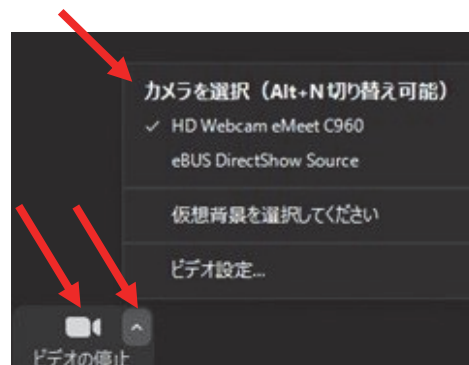 カメラを選択（Alt+N切り替え可能）
✓ HD Webcam eMeet C960
eBUS DirectShow Source
仮想背景を選択してください
ビデオ設定...
ビデオの停止